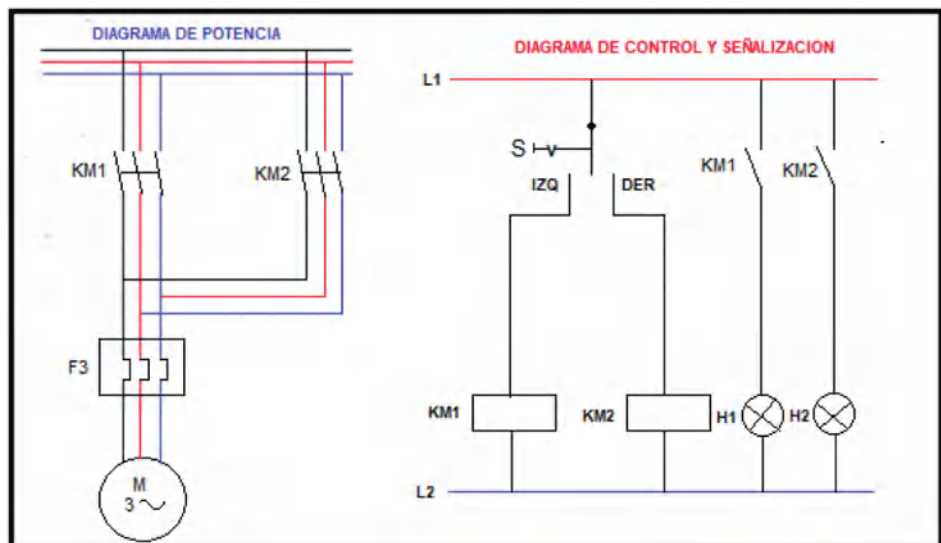 DIAGRAMA DE POTENCIA
KM1
KM2
F3
M
3
DIAGRAMA DE CONTROL Y SEÑALIZACION
L1
S
V
IZQ
DER
KM1
KM2
KM1
KM2
H1
H2
L2